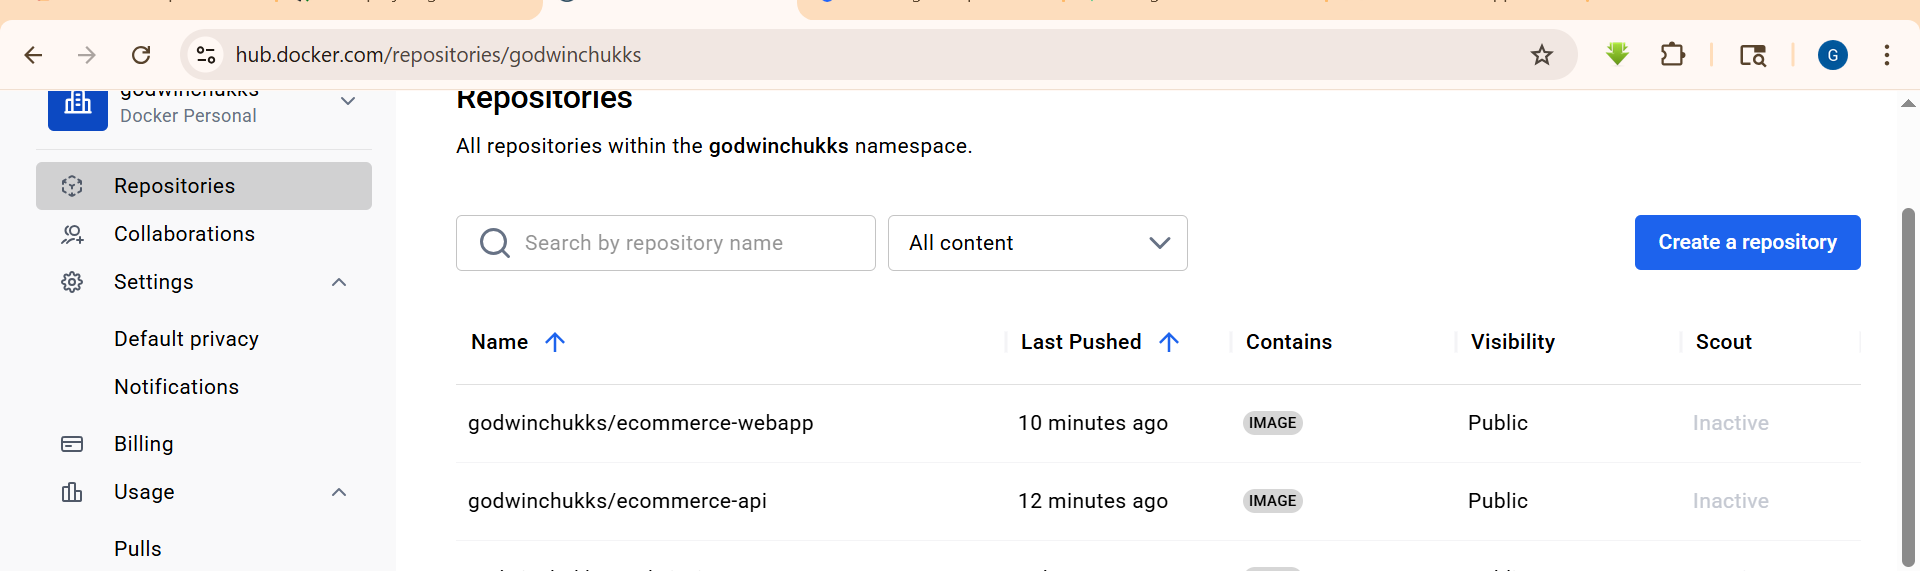 hub.docker.com/repositories/godwinchukks
G
godwinchukks
Docker Personal
Repositories
Collaborations
Settings
Default privacy
Notifications
Billing
Usage
Pulls
Repositories
All repositories within the godwinchukks namespace.
Search by repository name
All content
Create a repository
Name Last Pushed Contains Visibility Scout
godwinchukks/ecommerce-webapp 10 minutes ago IMAGE Public Inactive
godwinchukks/ecommerce-api 12 minutes ago IMAGE Public Inactive